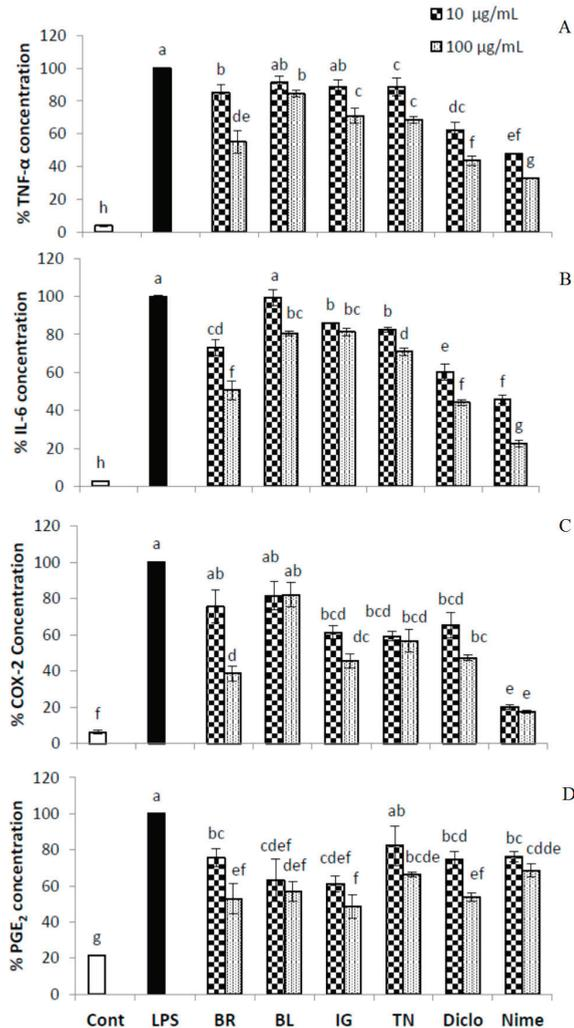 10 µg/mL
100 µg/mL
A
% TNF-α concentration
120
100
80
60
40
20
0
h
a
b
de
ab
b
ab
c
c
c
dc
f
ef
g
B
% IL-6 concentration
120
100
80
60
40
20
0
h
a
cd
f
a
bc
b
bc
b
d
e
f
f
g
C
% COX-2 Concentration
120
100
80
60
40
20
0
f
a
ab
d
ab
ab
bcd
dc
bcd
bcd
bcd
bc
e
e
D
% PGE2 concentration
120
100
80
60
40
20
0
g
a
bc
ef
cdef
def
cdef
f
ab
bcde
bcd
ef
bc
cdde
Cont LPS BR BL IG TN Diclo Nime